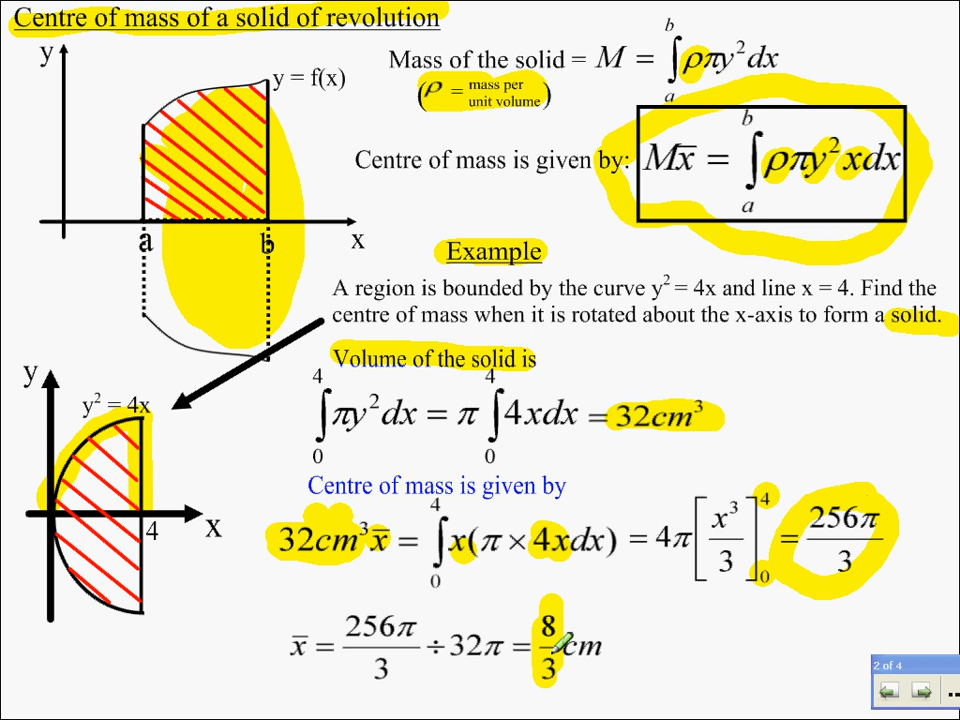 Centre of mass of a solid of revolution
y
y = f(x)
a b x
Mass of the solid = M = ∫_a^b ρπy²dx
(ρ = mass per unit volume)
Centre of mass is given by: Mx̄ = ∫_a^b ρπy²xdx
Example
A region is bounded by the curve y² = 4x and line x = 4. Find the
centre of mass when it is rotated about the x-axis to form a solid.
y
y² = 4x
4 x
Volume of the solid is
∫_0^4 πy²dx = π ∫_0^4 4xdx = 32cm³
Centre of mass is given by
32cm³x̄ = ∫_0^4 x(π × 4xdx) = 4π[x³/3]_0^4 = 256π/3
x̄ = 256π/3 ÷ 32π = 8/3 cm
2 of 4